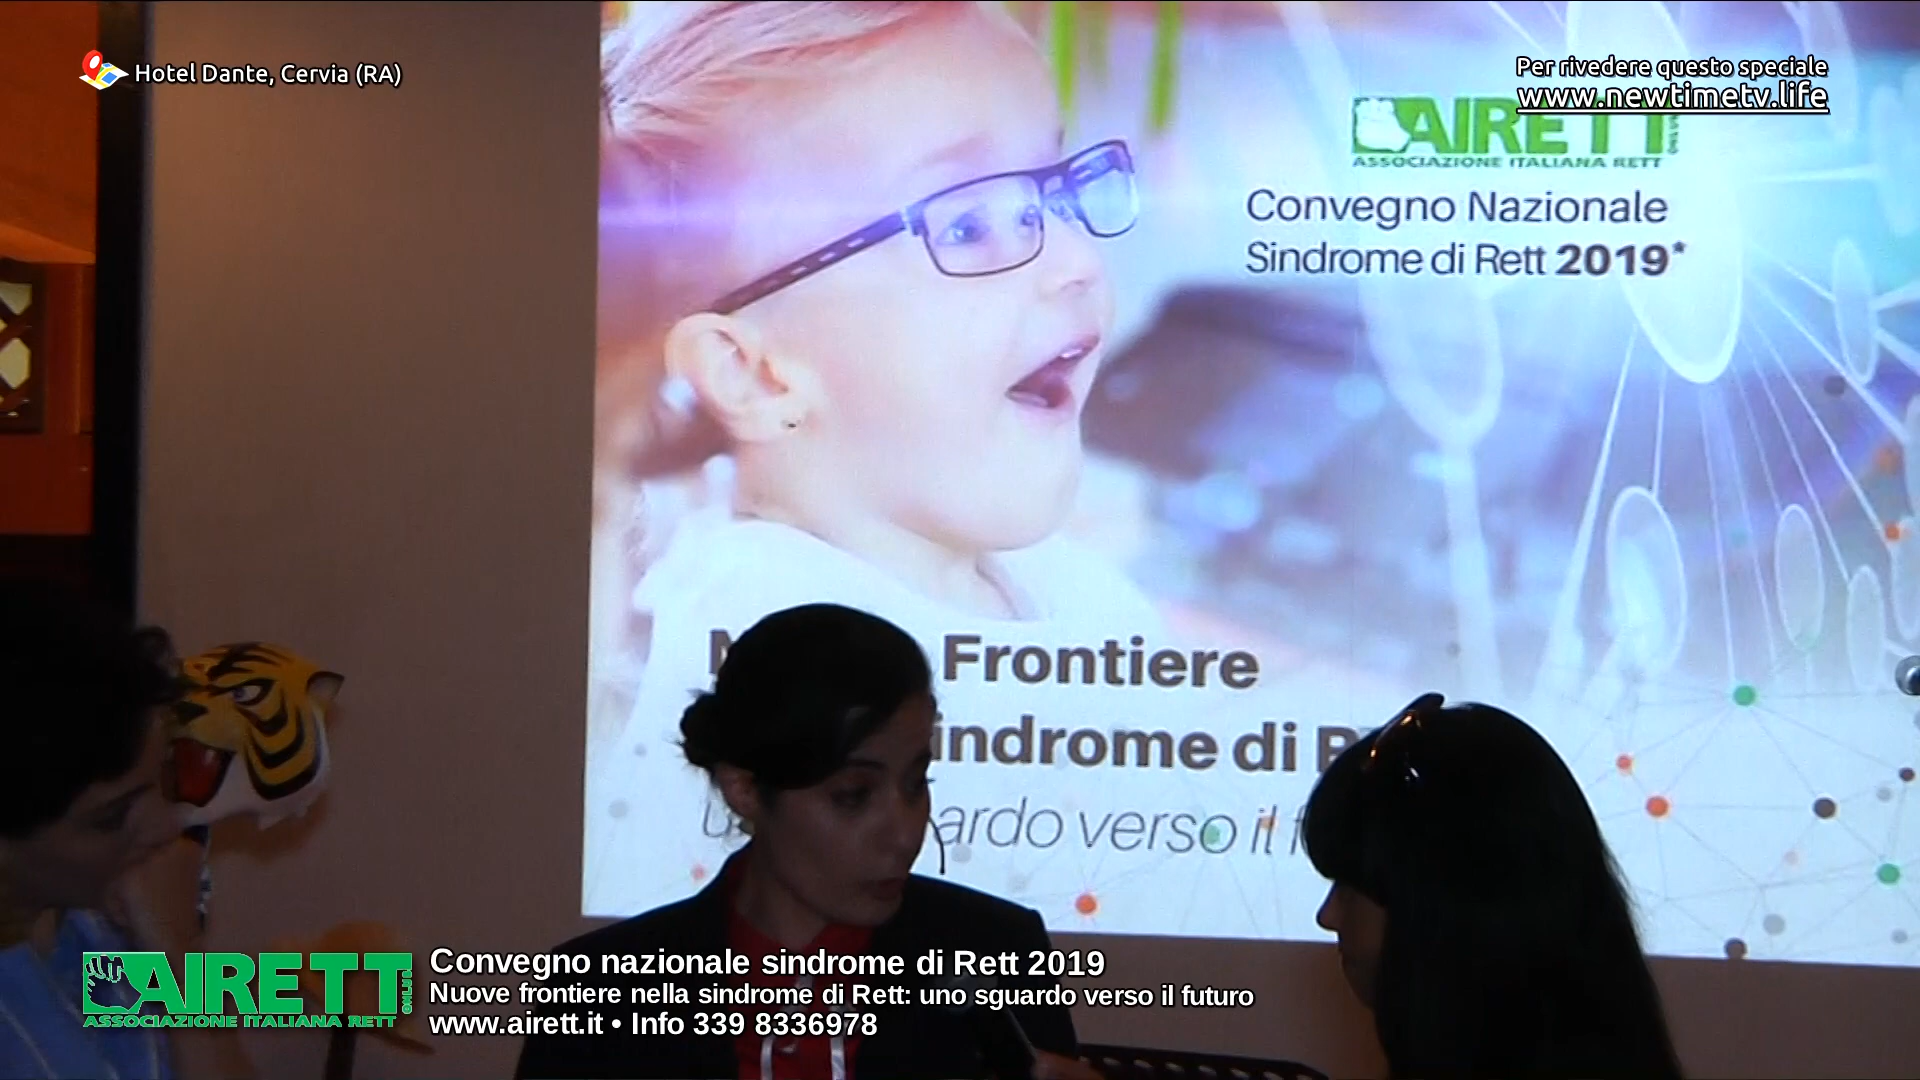 Hotel Dante, Cervia (RA)
Per rivedere questo speciale
www.newtimetv.life
AIRETT
ASSOCIAZIONE ITALIANA RETT
Convegno Nazionale
Sindrome di Rett 2019*
Frontiere
indrome di
ardo verso il
AIRETT ONLUS
ASSOCIAZIONE ITALIANA RETT
Convegno nazionale sindrome di Rett 2019
Nuove frontiere nella sindrome di Rett: uno sguardo verso il futuro
www.airett.it • Info 339 8336978